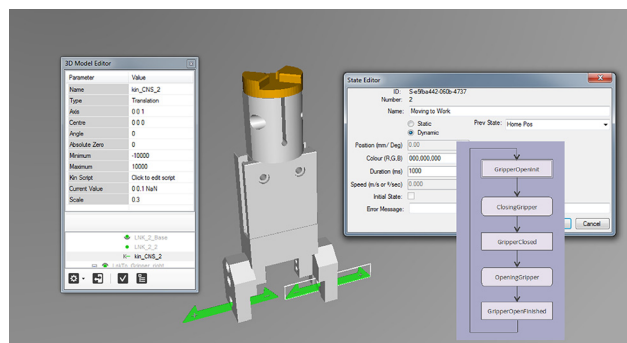 3D Model Editor
Parameter Value
Name kin_CNS_2
Type Translation
Axis 0 0 1
Centre 0 0 0
Angle 0
Absolute Zero 0
Minimum -10000
Maximum 10000
Kin Script Click to edit script
Current Value 0 0.1 NaN
Scale 0.3
LNK_2_Base
LNK_2_2
kin_CNS_2
State Editor
ID: S-e5fba442-060b-4737
Number: 2
Name: Moving to Work
Static Prev State: Home Pos
Dynamic
Position (mm/ Deg) 0.00
Colour (R,G,B) 000,000,000
Duration (ms) 1000
Speed (m/s or °/sec) 0.000
Initial State:
Error Message:
Cancel
GripperOpenInit
ClosingGripper
GripperClosed
OpeningGripper
GripperOpenFinished